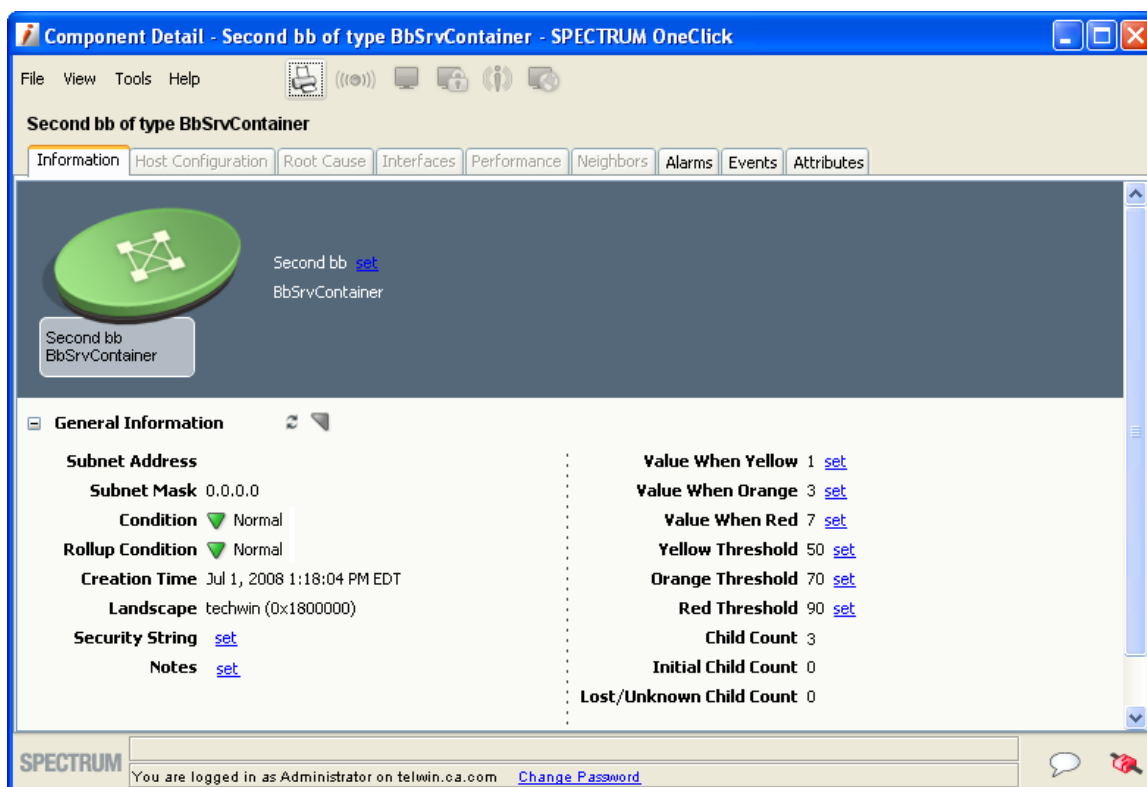 Component Detail - Second bb of type BbSrvContainer - SPECTRUM OneClick
File View Tools Help
Second bb of type BbSrvContainer
Information Host Configuration Root Cause Interfaces Performance Neighbors Alarms Events Attributes
Second bb set
BbSrvContainer
Second bb
BbSrvContainer
General Information
Subnet Address
Subnet Mask 0.0.0.0
Condition Normal
Rollup Condition Normal
Creation Time Jul 1, 2008 1:18:04 PM EDT
Landscape techwin (0x1800000)
Security String set
Notes set
Value When Yellow 1 set
Value When Orange 3 set
Value When Red 7 set
Yellow Threshold 50 set
Orange Threshold 70 set
Red Threshold 90 set
Child Count 3
Initial Child Count 0
Lost/Unknown Child Count 0
SPECTRUM
You are logged in as Administrator on telwin.ca.com Change Password